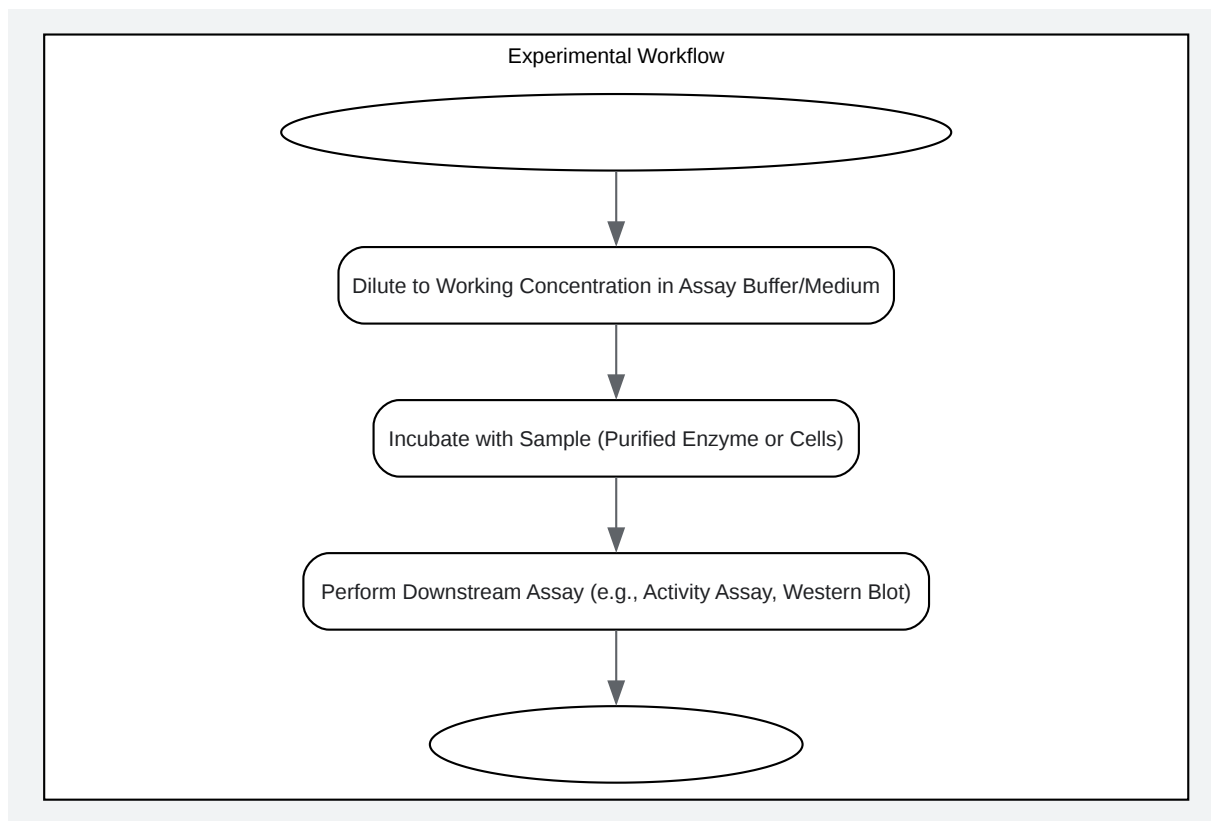 Experimental Workflow
Dilute to Working Concentration in Assay Buffer/Medium
Incubate with Sample (Purified Enzyme or Cells)
Perform Downstream Assay (e.g., Activity Assay, Western Blot)